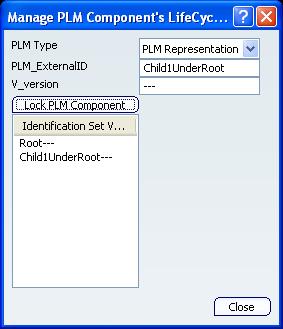 Manage PLM Component's LifeCyc...
PLM Type PLM Representation
PLM_ExternalID Child1UnderRoot
V_version ---
Lock PLM Component
Identification Set V...
Root---
Child1UnderRoot---
Close